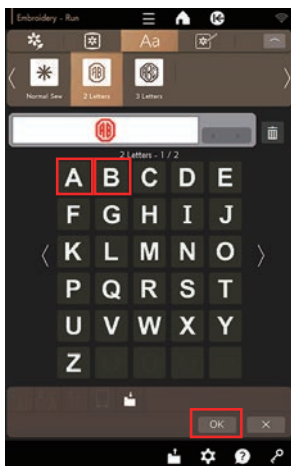 Embroidery - Run
Aa
Normal Sew 2 Letters 3 Letters
AB
2 Letters - 1 / 2
A B C D E
F G H I J
K L M N O
P Q R S T
U V W X Y
Z
OK